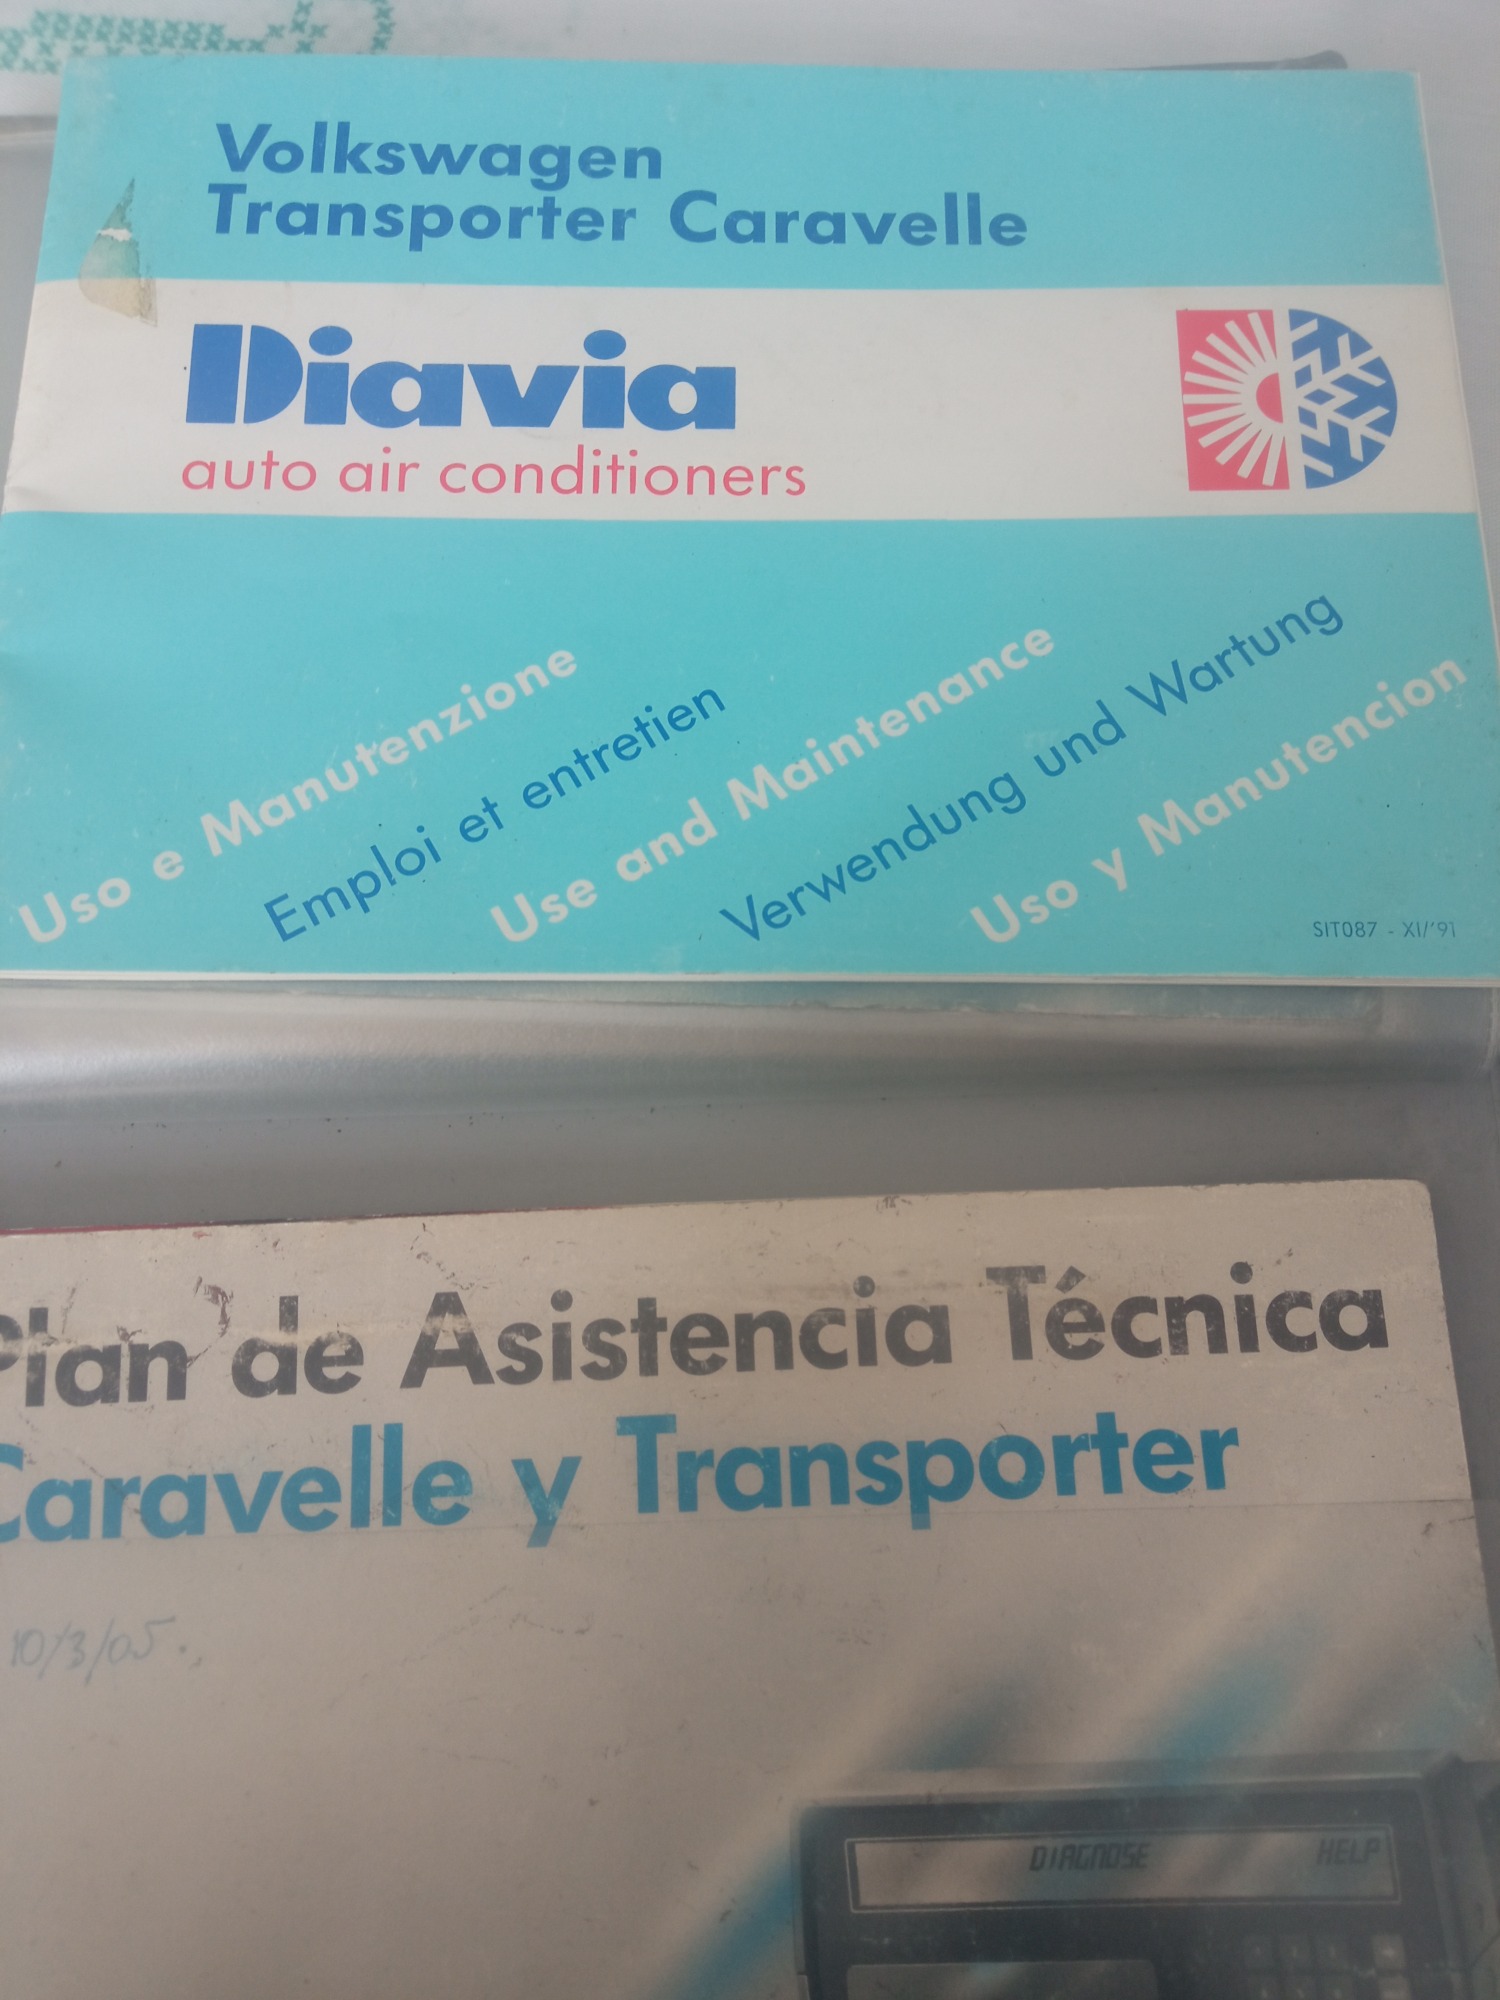 Volkswagen
Transporter Caravelle
Diavia
auto air conditioners
Uso e Manutenzione
Emploi et entretien
Use and Maintenance
Verwendung und Wartung
Uso y Manutencion
SIT087 - XI/'91
Plan de Asistencia Técnica
Caravelle y Transporter
10/3/05.
DIAGNOSE HELP